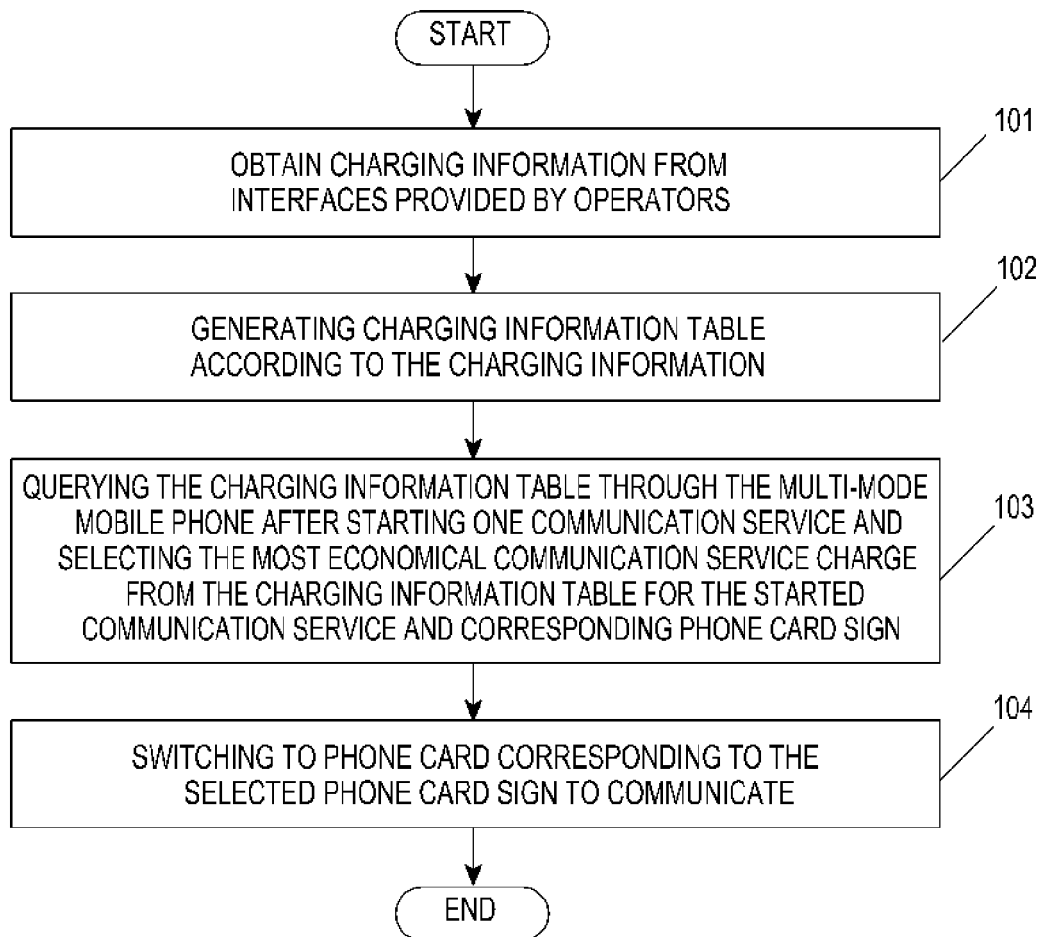 START
101
OBTAIN CHARGING INFORMATION FROM
INTERFACES PROVIDED BY OPERATORS
102
GENERATING CHARGING INFORMATION TABLE
ACCORDING TO THE CHARGING INFORMATION
QUERYING THE CHARGING INFORMATION TABLE THROUGH THE MULTI-MODE
MOBILE PHONE AFTER STARTING ONE COMMUNICATION SERVICE AND
SELECTING THE MOST ECONOMICAL COMMUNICATION SERVICE CHARGE
FROM THE CHARGING INFORMATION TABLE FOR THE STARTED
COMMUNICATION SERVICE AND CORRESPONDING PHONE CARD SIGN
103
104
SWITCHING TO PHONE CARD CORRESPONDING TO THE
SELECTED PHONE CARD SIGN TO COMMUNICATE
END